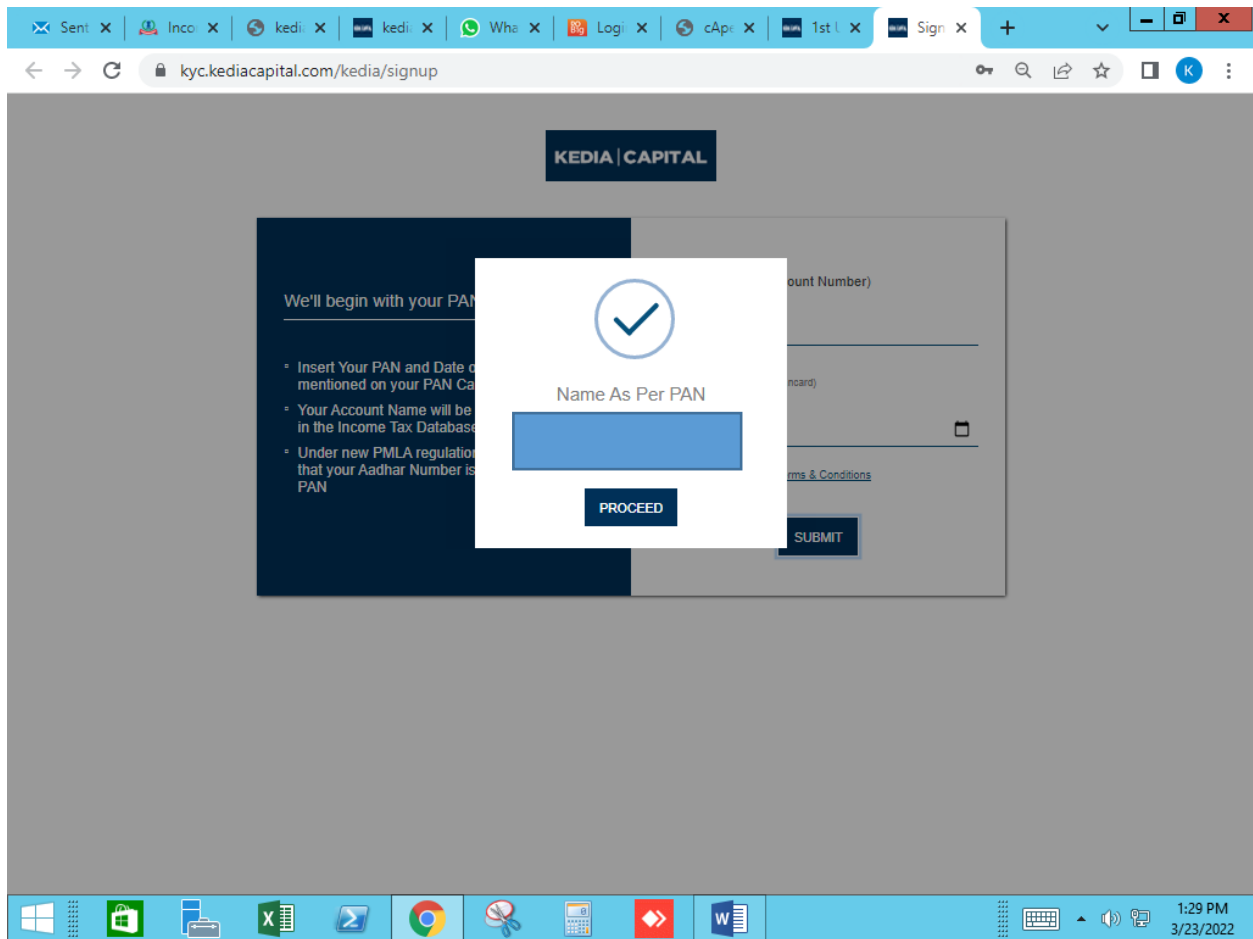 Sent
Inco
kedi
kedi
Wha
Logi
cApe
1st
Sign
kyc.kediacapital.com/kedia/signup
K
KEDIA | CAPITAL
We'll begin with your PAN
Insert Your PAN and Date o
mentioned on your PAN Ca
Your Account Name will be
in the Income Tax Database
Under new PMLA regulation
that your Aadhar Number is
PAN
Name As Per PAN
PROCEED
ount Number)
ncard)
rms & Conditions
SUBMIT
1:29 PM
3/23/2022